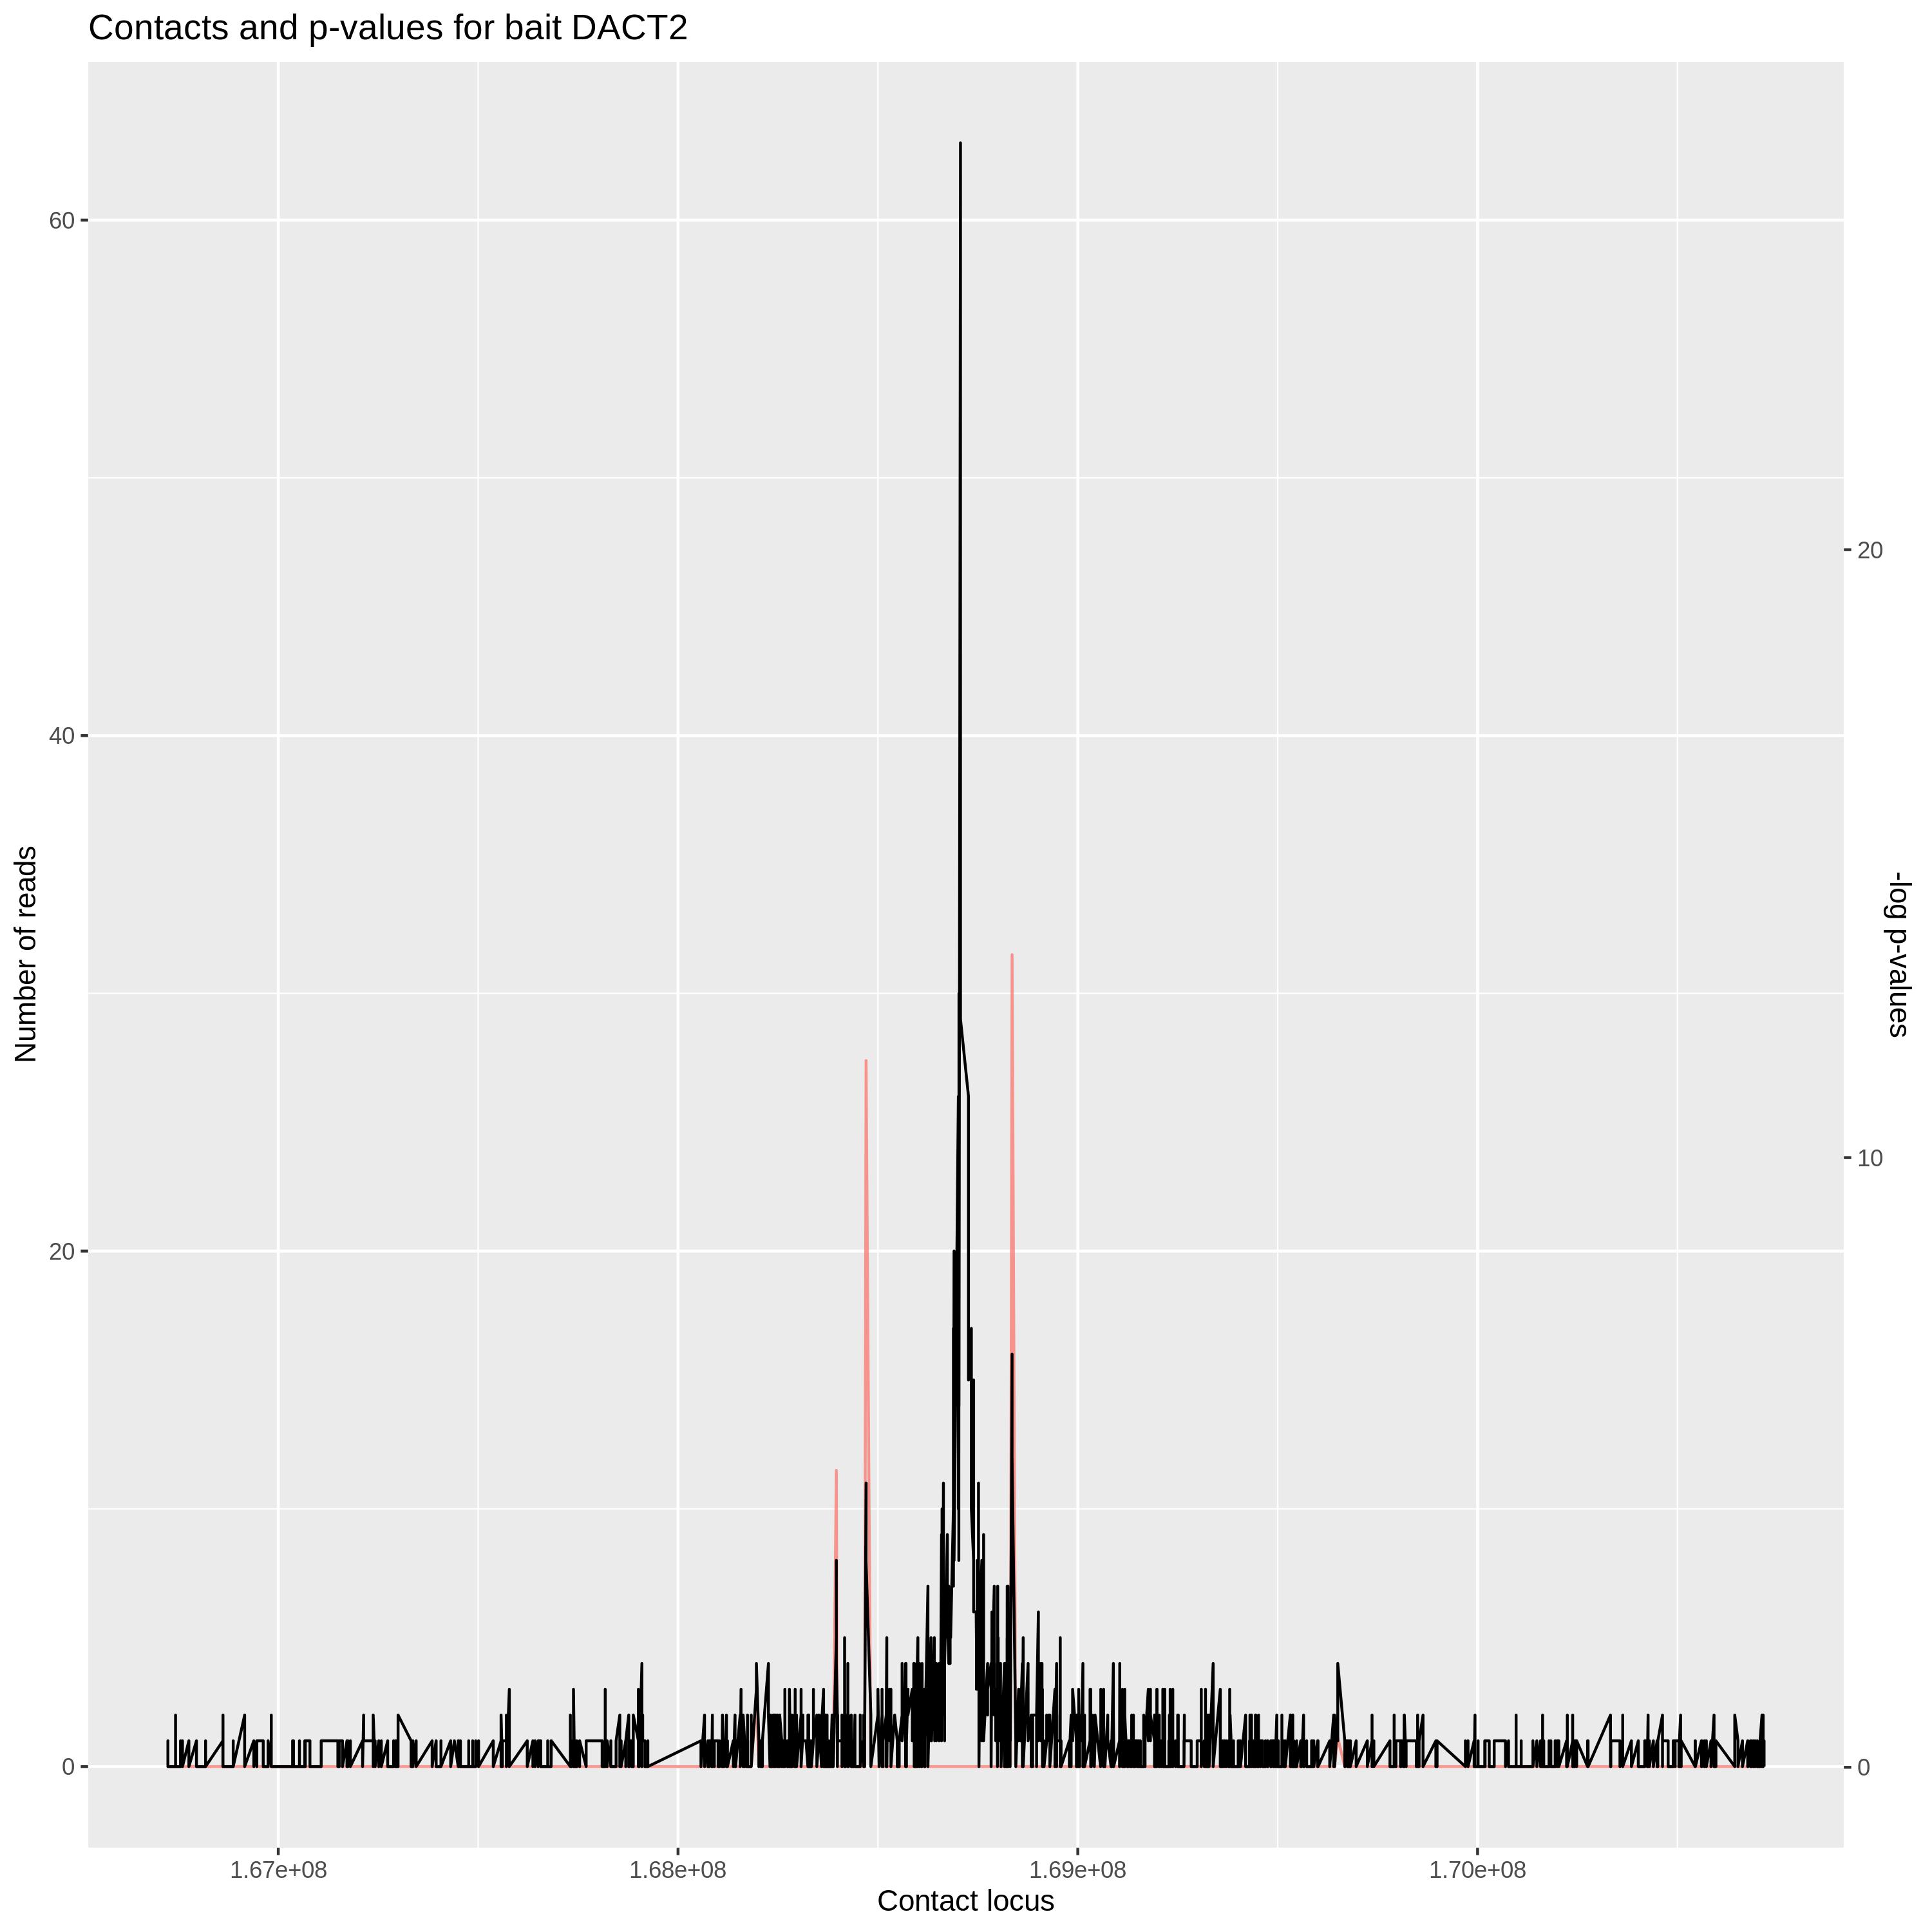 Contacts and p-values for bait DACT2
60
40
20
0
Number of reads
20
10
0
-log p-values
1.67e+08
1.68e+08
1.69e+08
1.70e+08
Contact locus